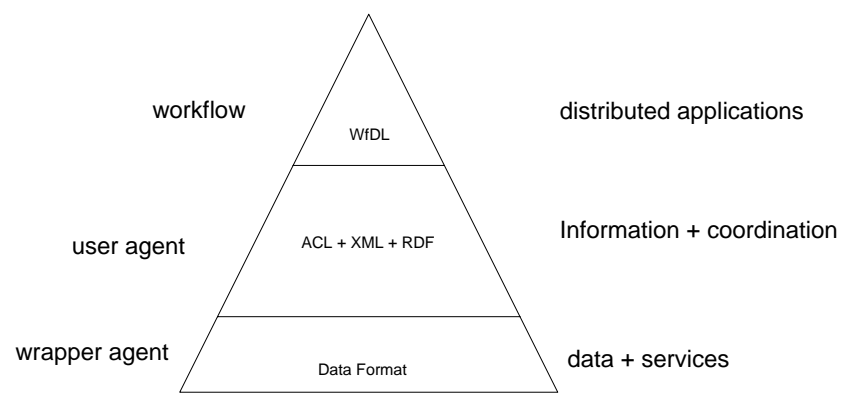 workflow
WfDL
distributed applications
user agent
ACL + XML + RDF
Information + coordination
wrapper agent
Data Format
data + services